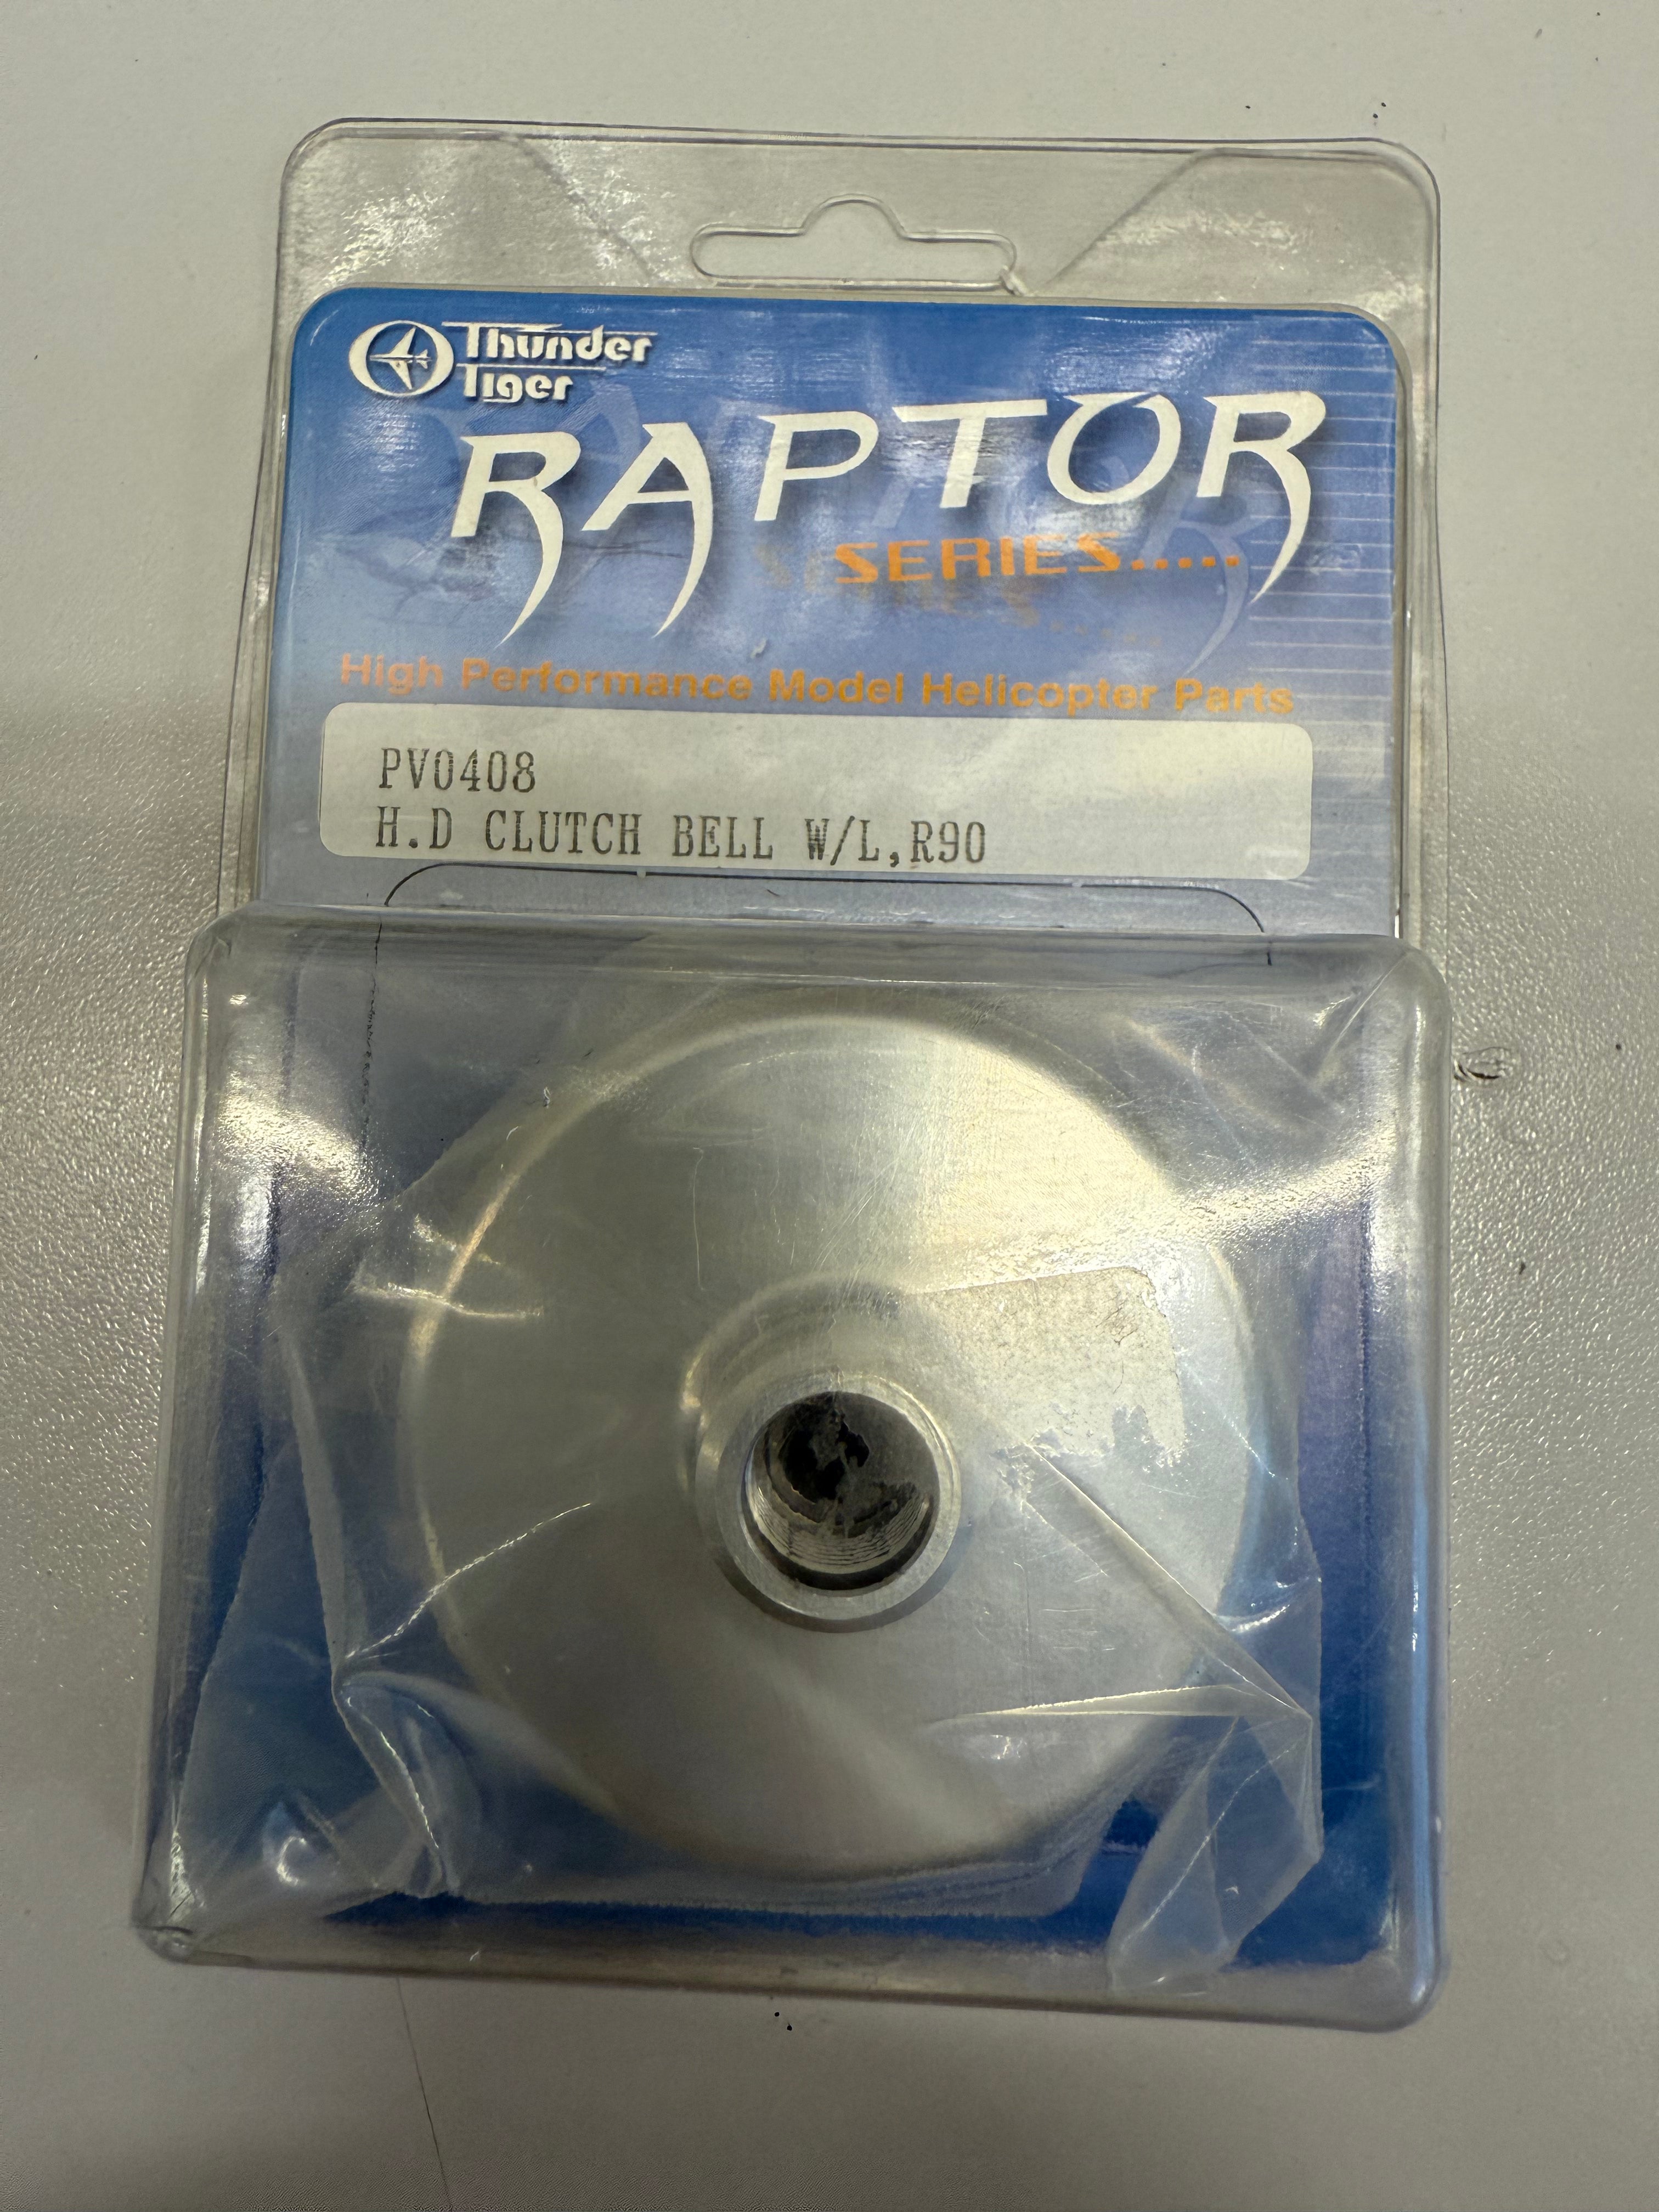 Thunder
Tiger
RAPTOR
SERIES.....
High Performance Model Helicopter Parts
PV0408
H.D CLUTCH BELL W/L,R90